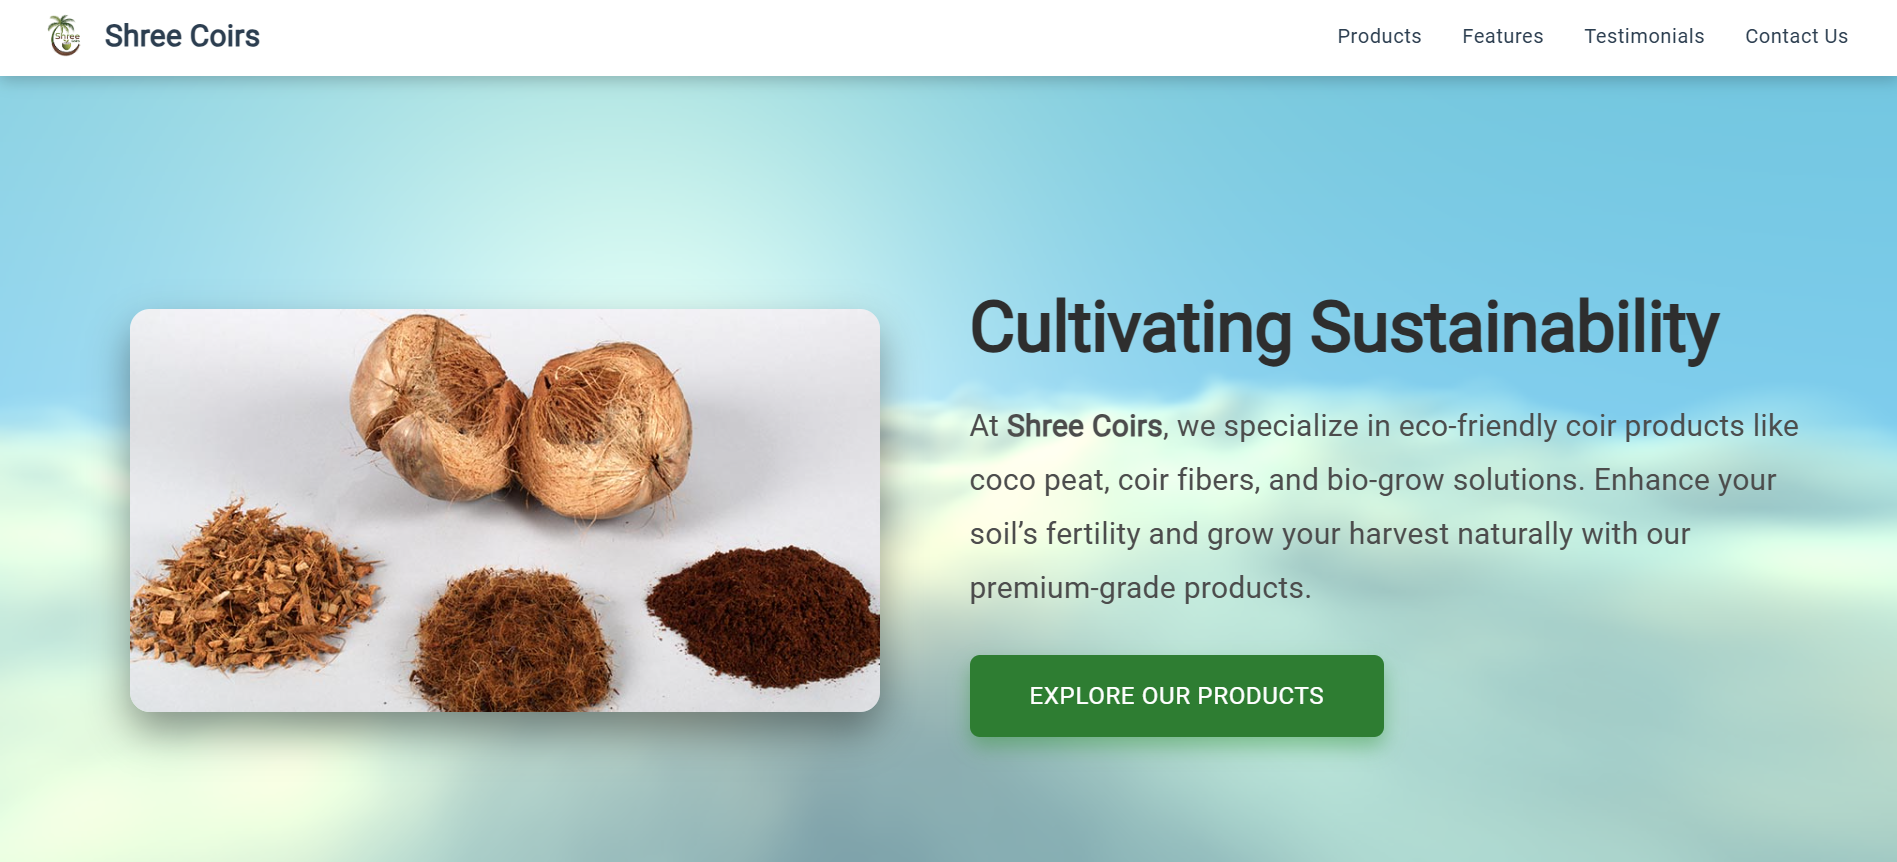 Shree
Shree Coirs
Products
Features
Testimonials
Contact Us
Cultivating Sustainability
At Shree Coirs, we specialize in eco-friendly coir products like
coco peat, coir fibers, and bio-grow solutions. Enhance your
soil’s fertility and grow your harvest naturally with our
premium-grade products.
EXPLORE OUR PRODUCTS